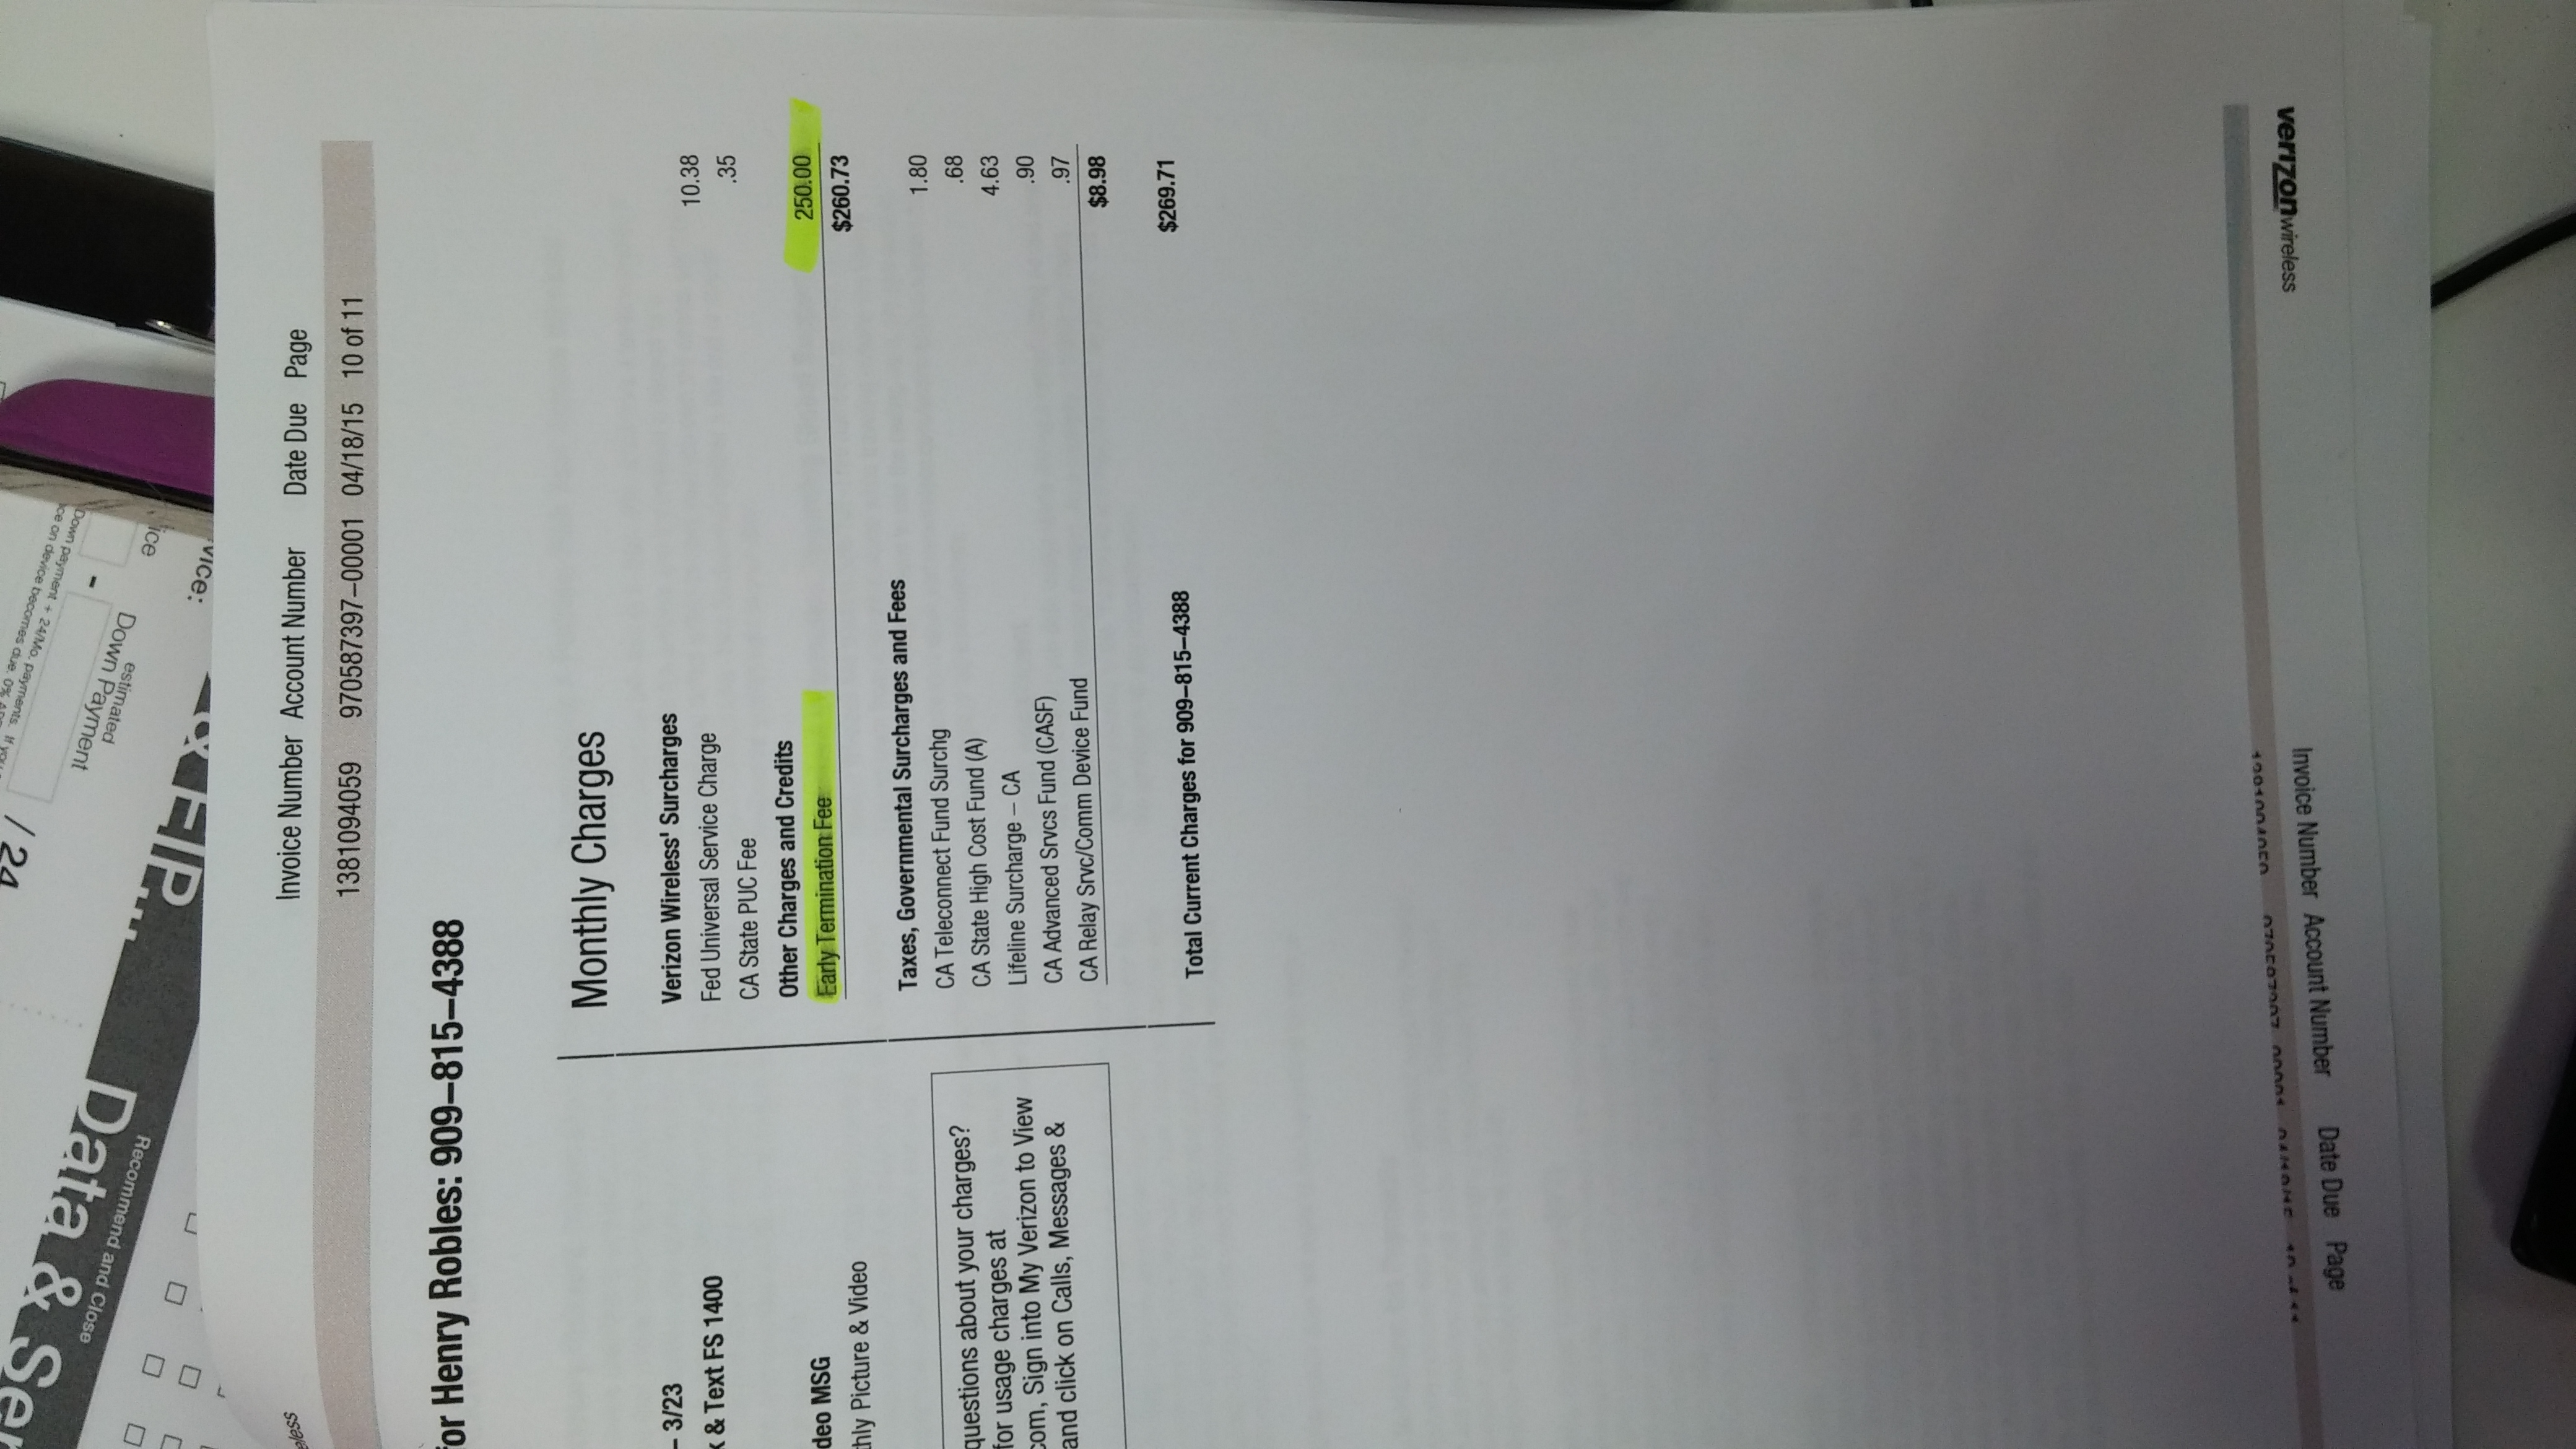 Data & Se
Recommend and Close
& EIP
/ 24
estimated
Down Payment
-
Down payment + 24/Mo. payments. If you
ice on device becomes due. 0% 
ice
vice:
eless
Invoice Number Account Number Date Due Page
1381094059 970587397–00001 04/18/15 10 of 11
for Henry Robles: 909–815–4388
– 3/23
k & Text FS 1400
deo MSG
thly Picture & Video
questions about your charges?
for usage charges at
com, Sign into My Verizon to View
and click on Calls, Messages &
Monthly Charges
Verizon Wireless' Surcharges
Fed Universal Service Charge 10.38
CA State PUC Fee .35
Other Charges and Credits
Early Termination Fee 250.00
$260.73
Taxes, Governmental Surcharges and Fees
CA Teleconnect Fund Surchg 1.80
CA State High Cost Fund (A) .68
Lifeline Surcharge – CA 4.63
CA Advanced Srvcs Fund (CASF) .90
CA Relay Srvc/Comm Device Fund .97
$8.98
Total Current Charges for 909–815–4388 $269.71
verizonwireless
Invoice Number Account Number Date Due Page